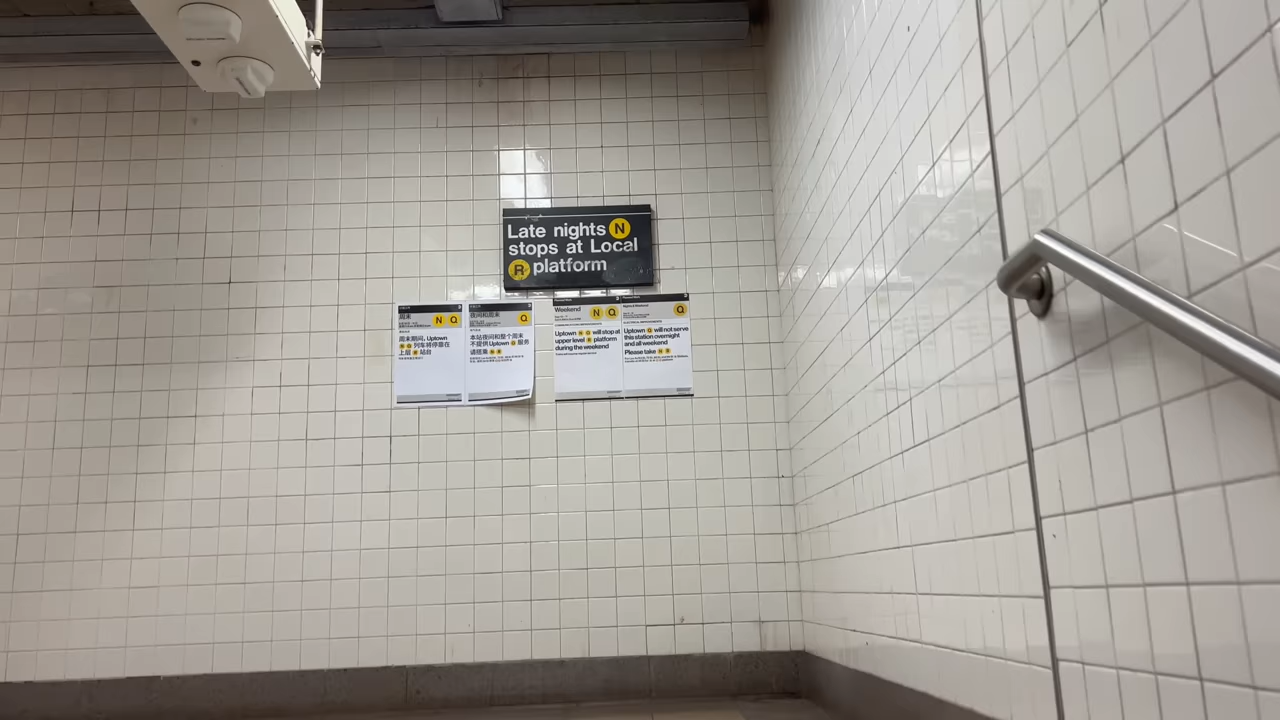 Late nights N
stops at Local
R platform
周末
N Q
周末期间, Uptown
N Q 列车将停靠在
上层 R 站台
夜间和周末
Q
本站夜间和整个周末
不提供 Uptown Q 服务
请搭乘 N R
Weekend
N Q
Uptown N Q will stop at
upper level R platform
during the weekend
Nights & Weekend
Q
Uptown Q will not serve
this station overnight
and all weekend
Please take N R